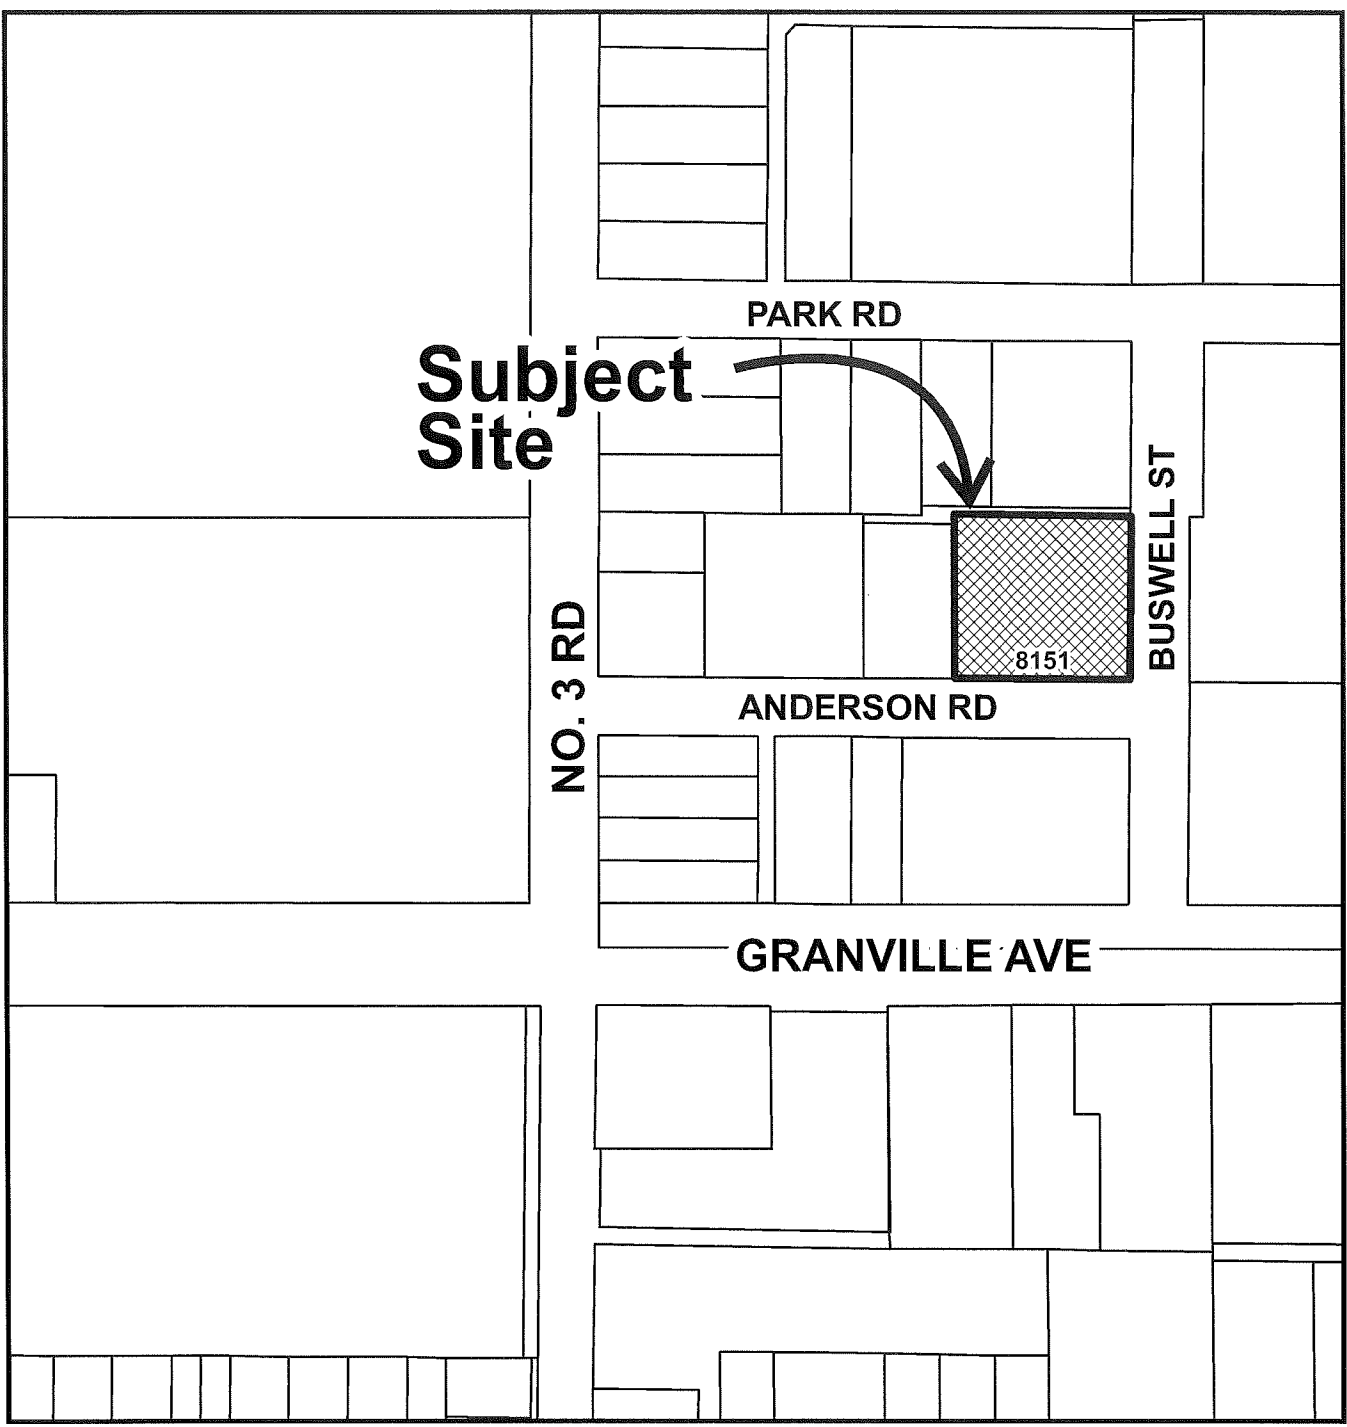 PARK RD
Subject
Site
BUSWELL ST
NO. 3 RD
8151
ANDERSON RD
GRANVILLE AVE